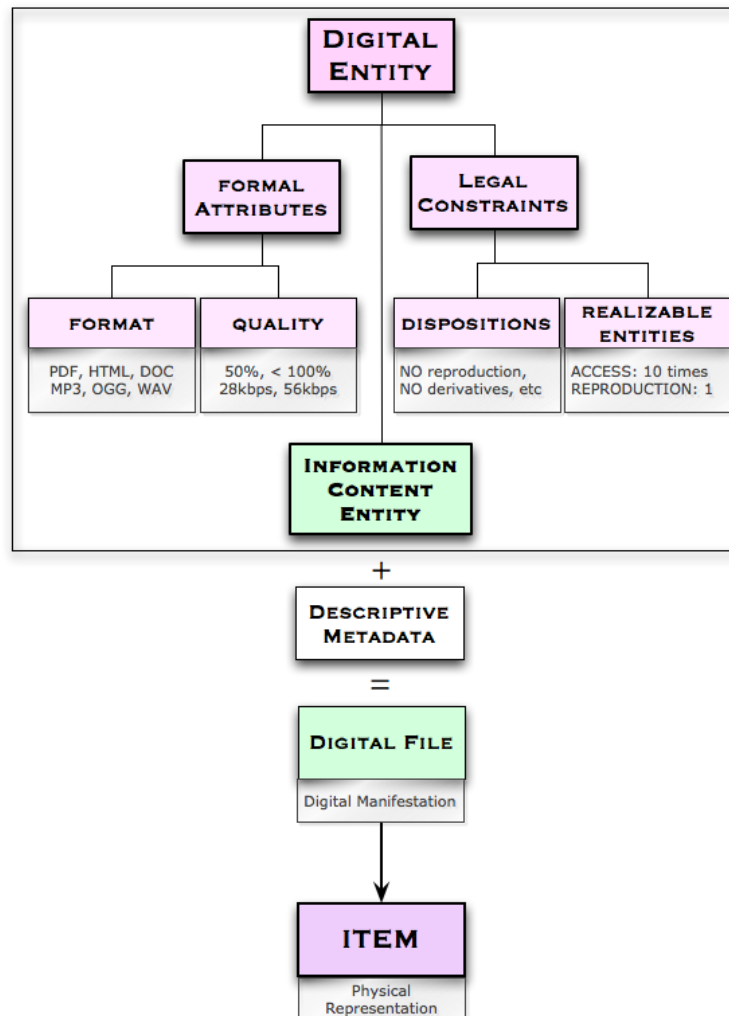 DIGITAL
ENTITY
FORMAL
ATTRIBUTES
LEGAL
CONSTRAINTS
FORMAT
PDF, HTML, DOC
MP3, OGG, WAV
QUALITY
50%, < 100%
28kbps, 56kbps
DISPOSITIONS
NO reproduction,
NO derivatives, etc
REALIZABLE
ENTITIES
ACCESS: 10 times
REPRODUCTION: 1
INFORMATION
CONTENT
ENTITY
+
DESCRIPTIVE
METADATA
=
DIGITAL FILE
Digital Manifestation
ITEM
Physical
Representation